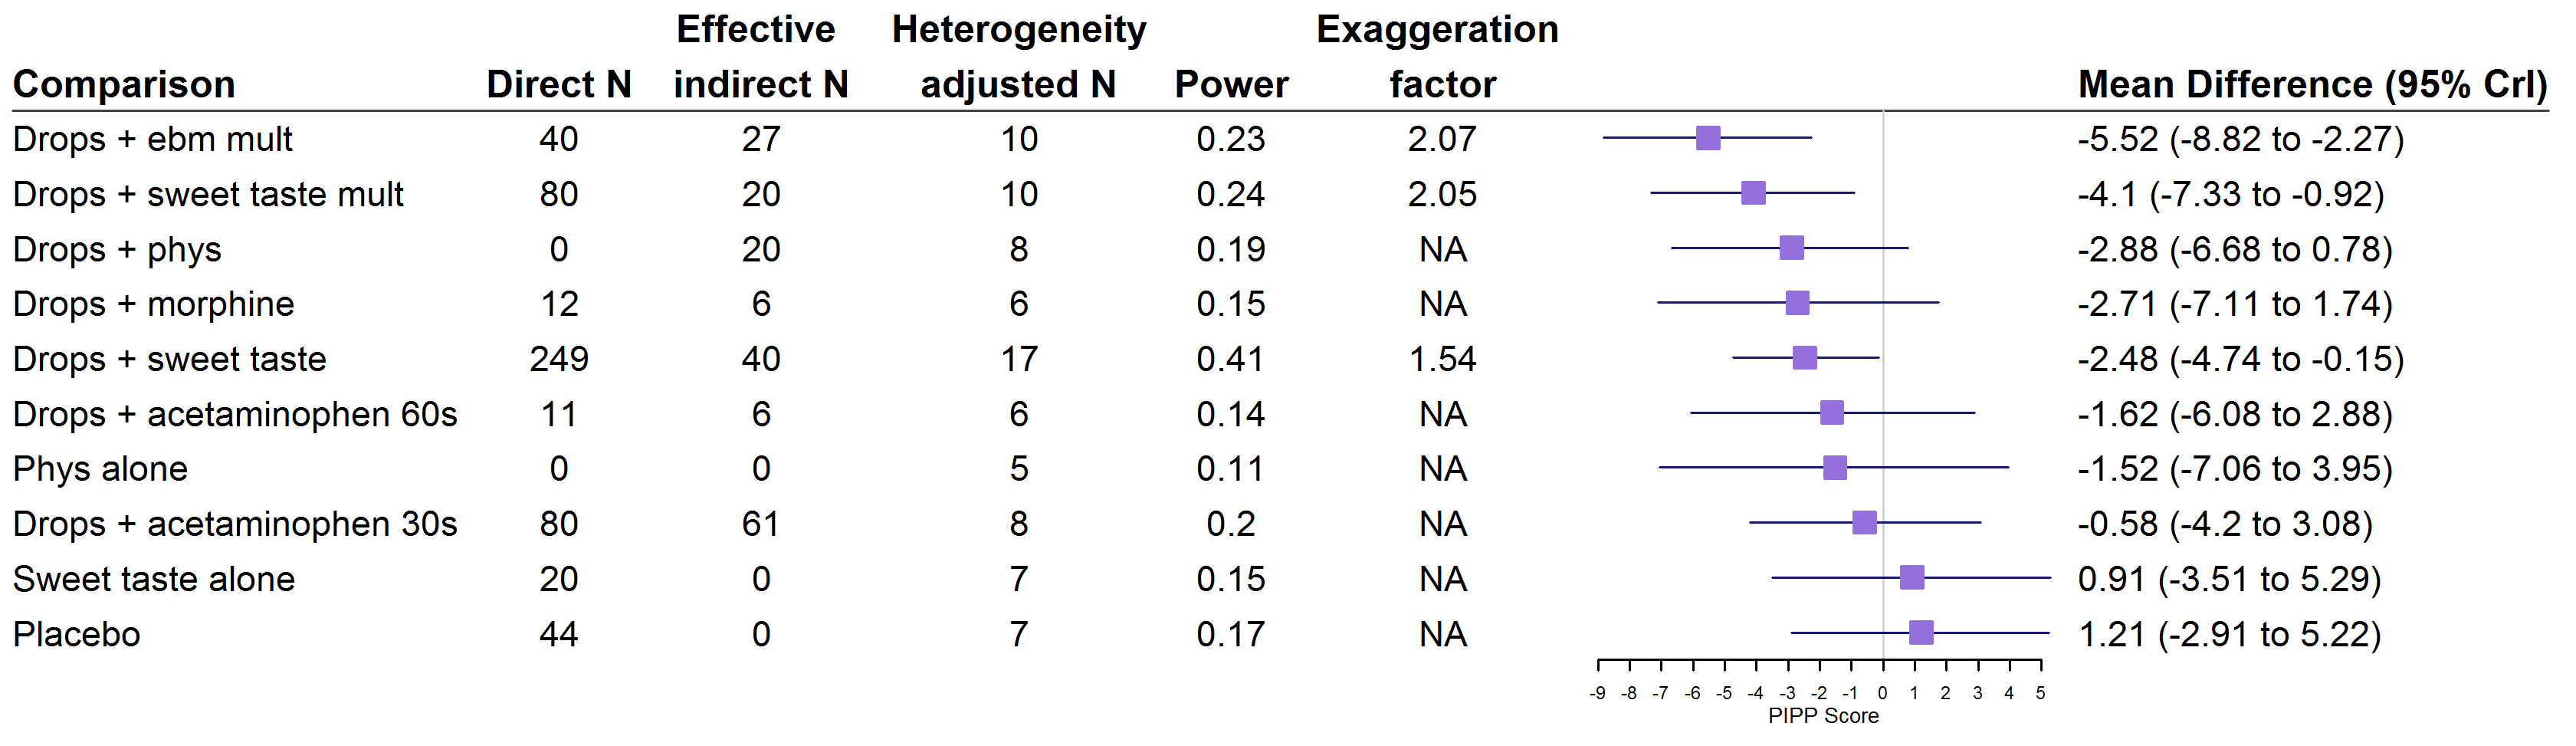 Effective Heterogeneity Exaggeration
Comparison Direct N indirect N adjusted N Power factor Mean Difference (95% CrI)
Drops + ebm mult 40 27 10 0.23 2.07 -5.52 (-8.82 to -2.27)
Drops + sweet taste mult 80 20 10 0.24 2.05 -4.1 (-7.33 to -0.92)
Drops + phys 0 20 8 0.19 NA -2.88 (-6.68 to 0.78)
Drops + morphine 12 6 6 0.15 NA -2.71 (-7.11 to 1.74)
Drops + sweet taste 249 40 17 0.41 1.54 -2.48 (-4.74 to -0.15)
Drops + acetaminophen 60s 11 6 6 0.14 NA -1.62 (-6.08 to 2.88)
Phys alone 0 0 5 0.11 NA -1.52 (-7.06 to 3.95)
Drops + acetaminophen 30s 80 61 8 0.2 NA -0.58 (-4.2 to 3.08)
Sweet taste alone 20 0 7 0.15 NA 0.91 (-3.51 to 5.29)
Placebo 44 0 7 0.17 NA 1.21 (-2.91 to 5.22)
-9 -8 -7 -6 -5 -4 -3 -2 -1 0 1 2 3 4 5
PIPP Score